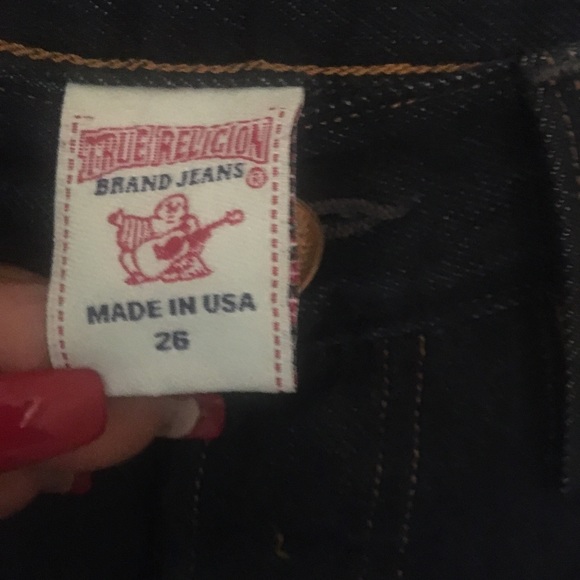 TRUE RELIGION
BRAND JEANS ®
MADE IN USA
26